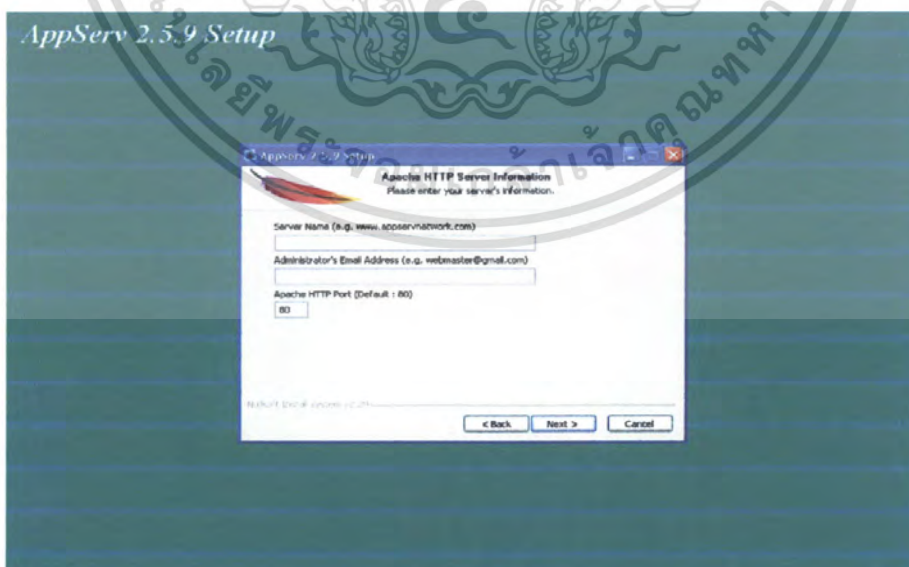 AppServ 2.5.9 Setup
AppServ 2.5.9 Setup
Apache HTTP Server Information
Please enter your server's information.
Server Name (e.g. www.appservnetwork.com)
Administrator's Email Address (e.g. webmaster@gmail.com)
Apache HTTP Port (Default : 80)
80
< Back
Next >
Cancel